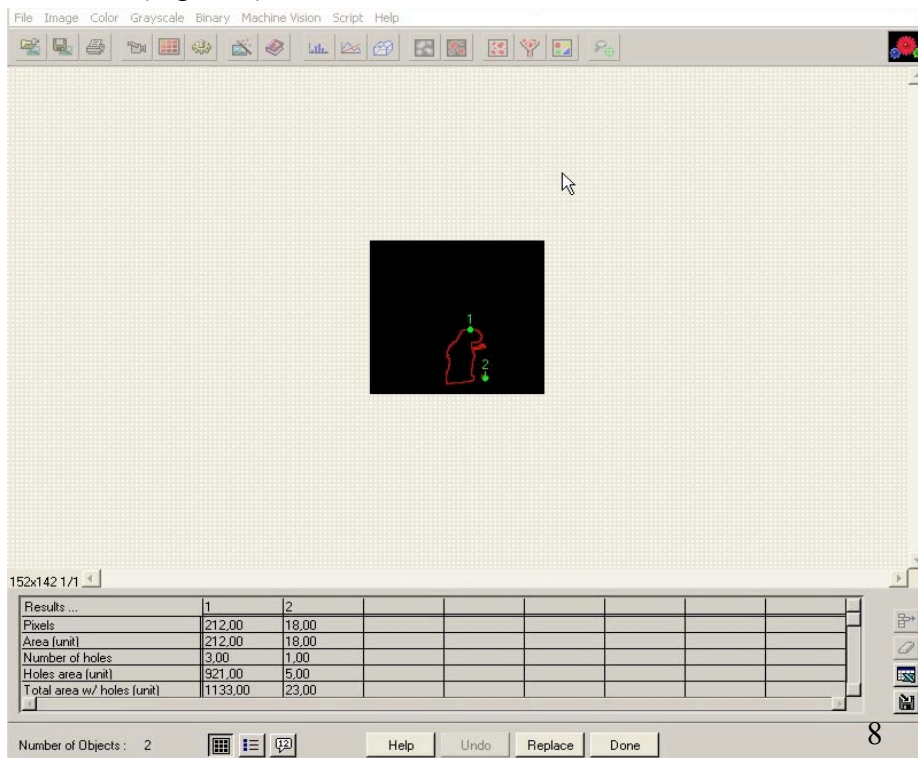 File Image Color Grayscale Binary Machine Vision Script Help
1
2
152x142 1/1
Results ... 1 2
Pixels 212,00 18,00
Area (unit) 212,00 18,00
Number of holes 3,00 1,00
Holes area (unit) 921,00 5,00
Total area w/ holes (unit) 1133,00 23,00
8
Number of Objects : 2 12 Help Undo Replace Done